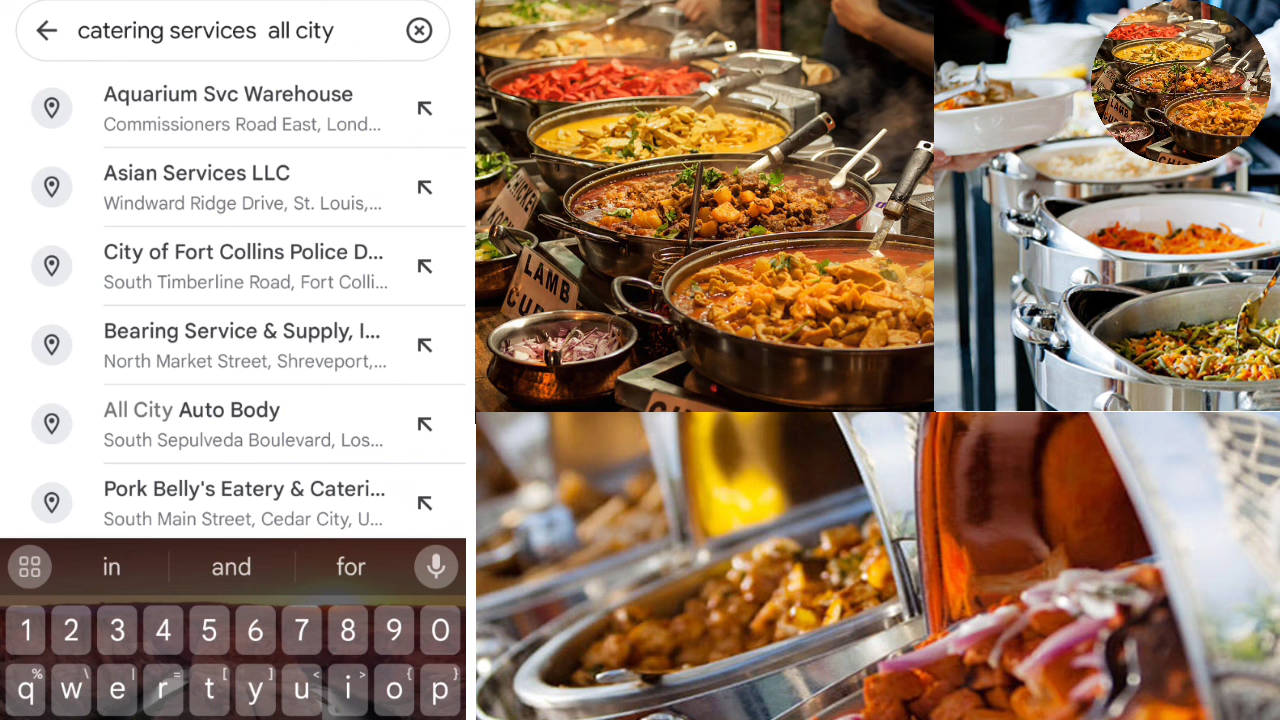 catering services all city
Aquarium Svc Warehouse
Commissioners Road East, Lond...
Asian Services LLC
Windward Ridge Drive, St. Louis,...
City of Fort Collins Police D...
South Timberline Road, Fort Colli...
Bearing Service & Supply, I...
North Market Street, Shreveport,...
All City Auto Body
South Sepulveda Boulevard, Los...
Pork Belly's Eatery & Cateri...
South Main Street, Cedar City, U...
in and for
1 2 3 4 5 6 7 8 9 0
% \ | = [ ] < > { }
q w e r t y u i o p
LAMB
LAMB